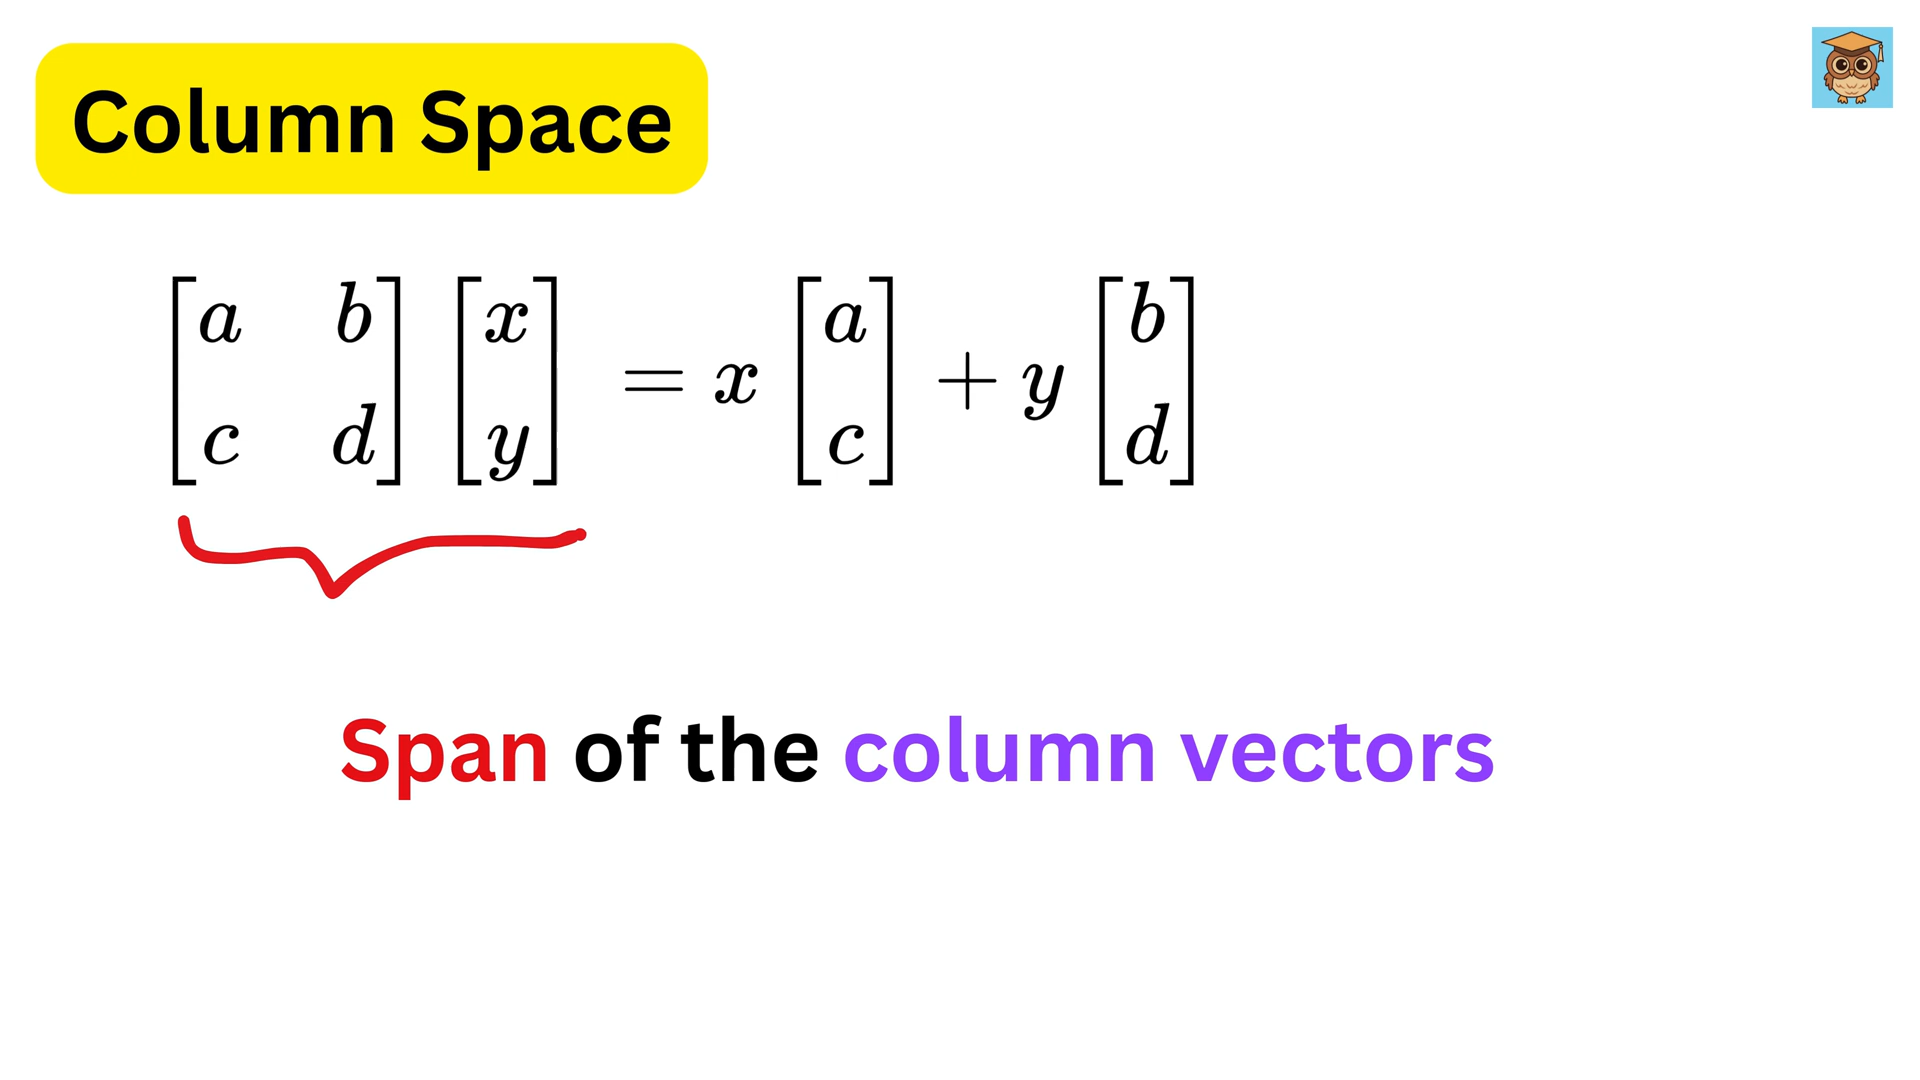 Column Space
[a b; c d] [x; y] = x [a; c] + y [b; d]
Span of the column vectors